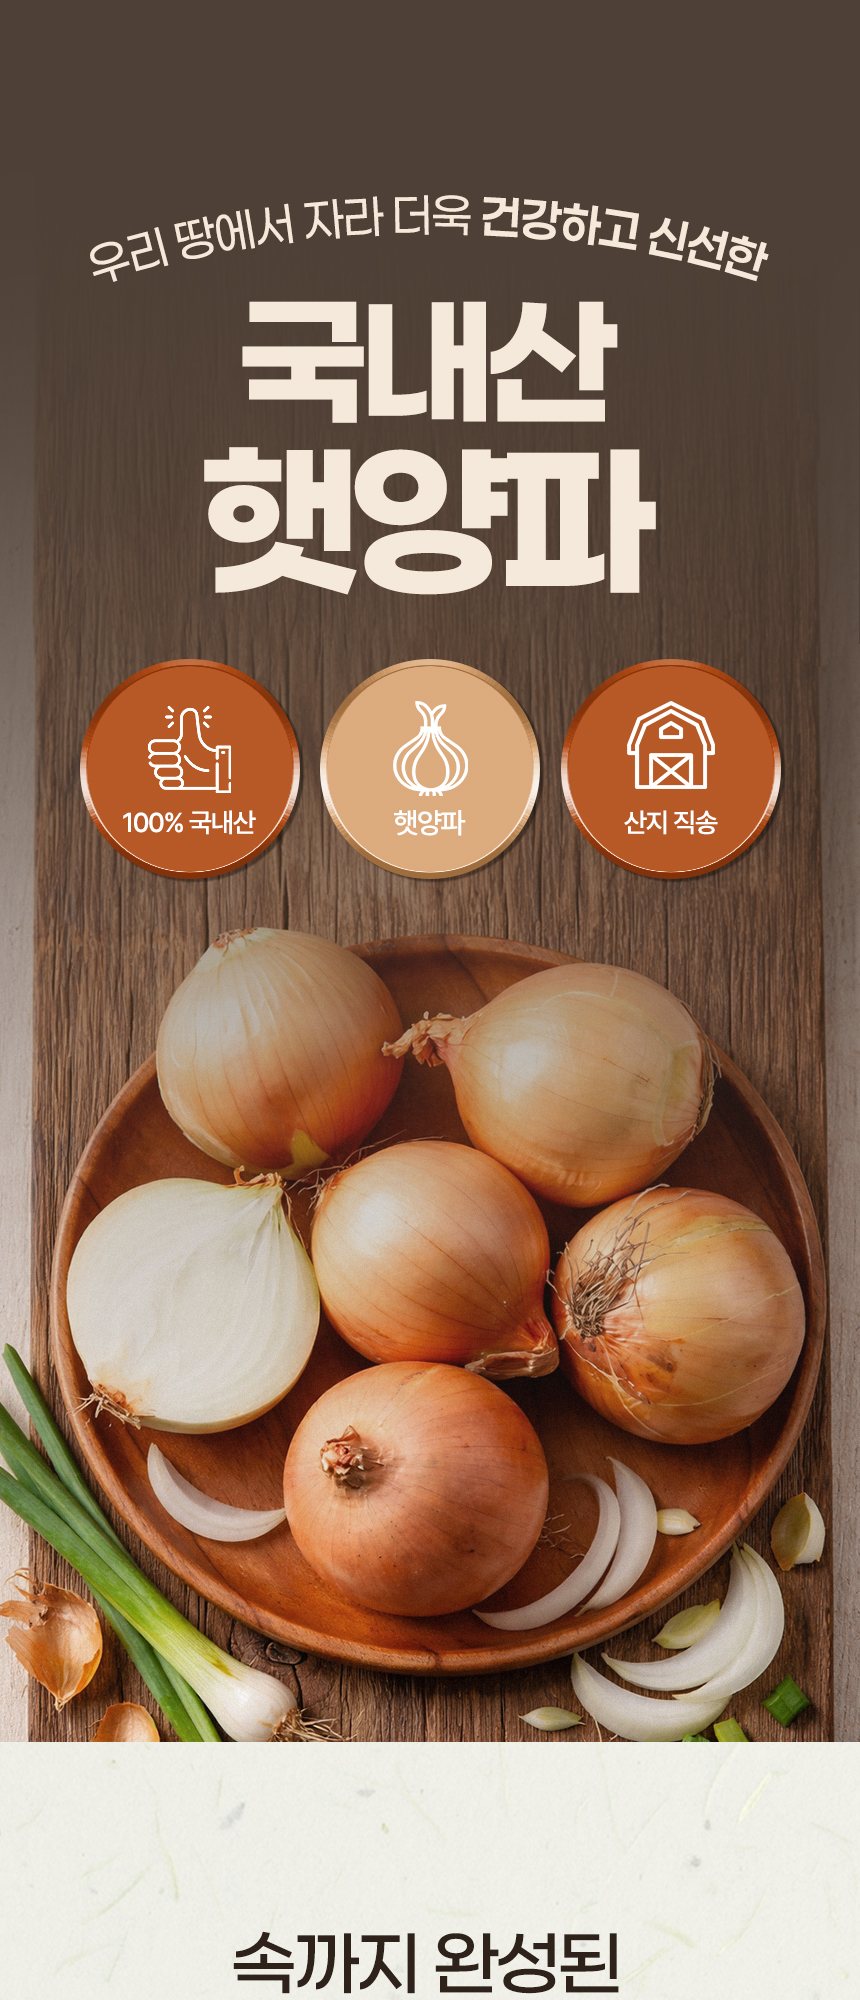 우리 땅에서 자라 더욱 건강하고 신선한
국내산
햇양파
100% 국내산
햇양파
산지 직송
속까지 완성된